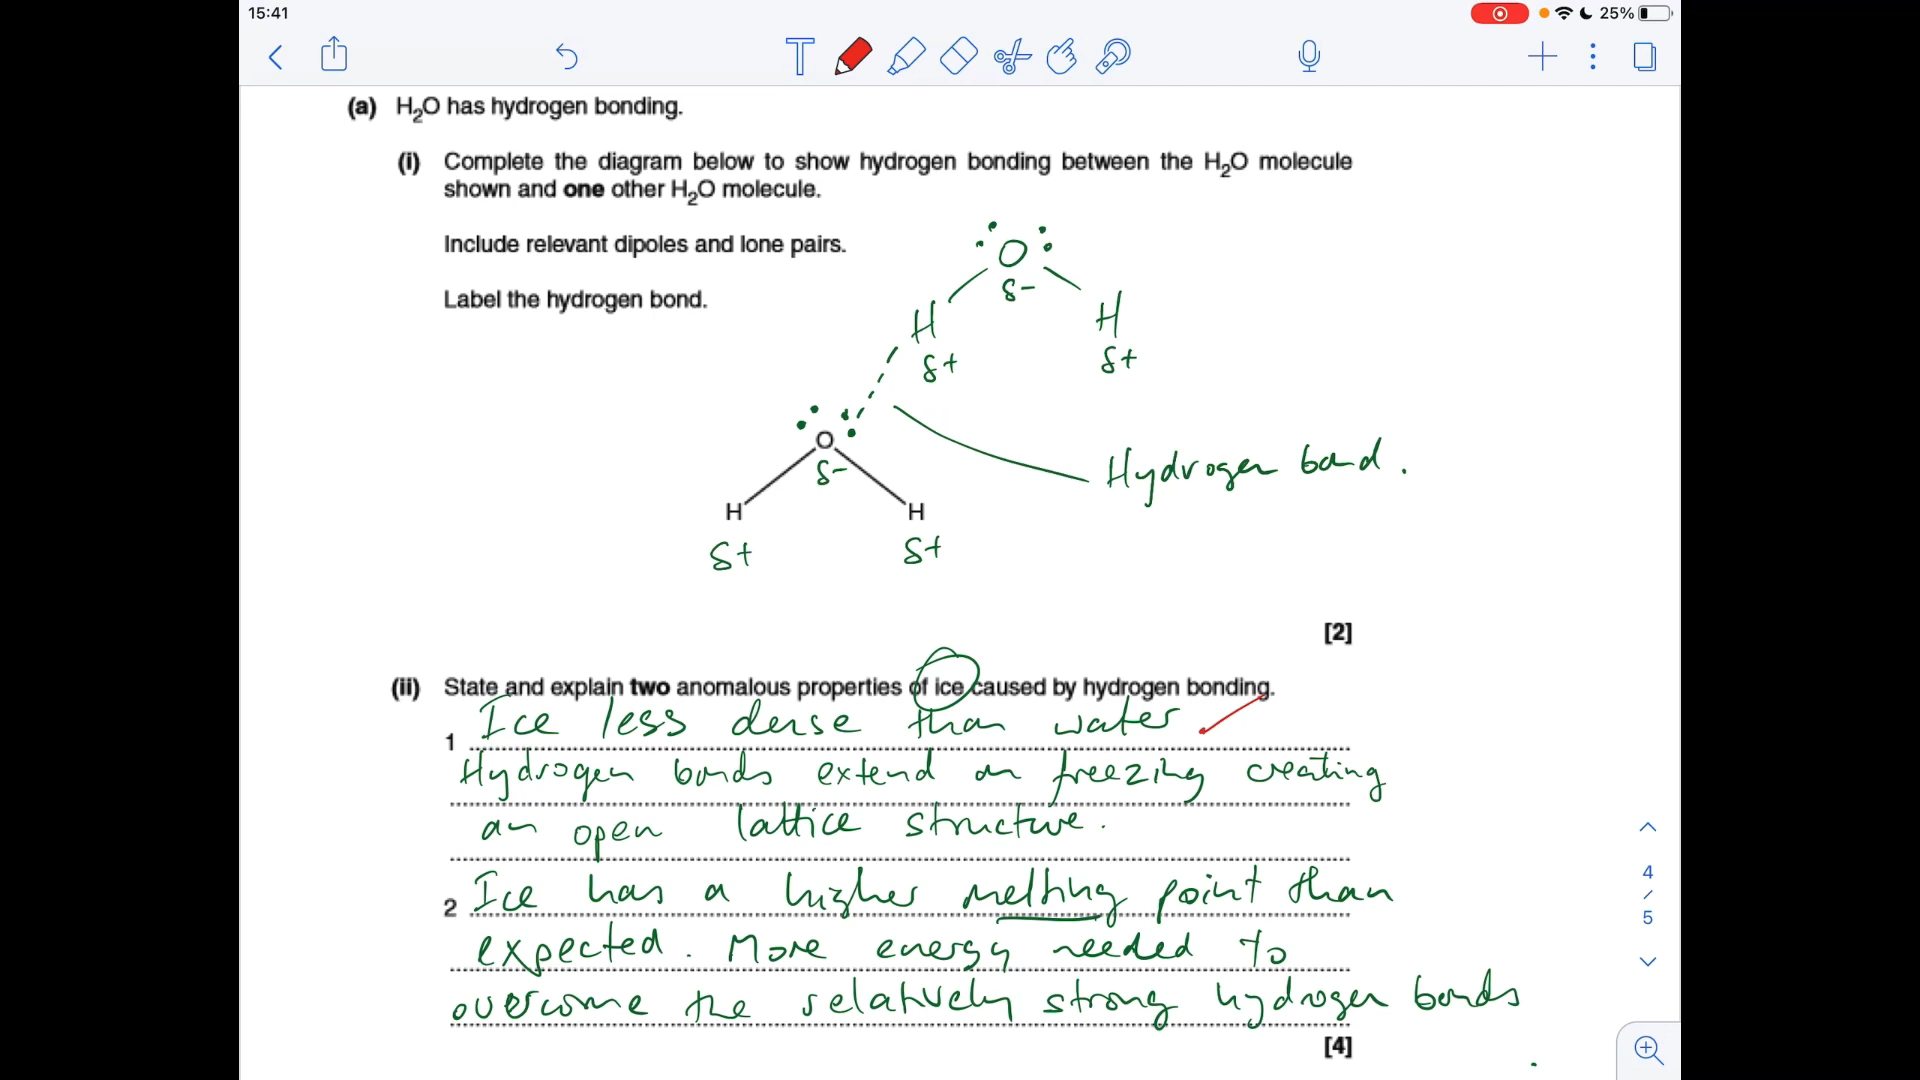 15:41
25%
(a) H₂O has hydrogen bonding.
(i) Complete the diagram below to show hydrogen bonding between the H₂O molecule
shown and one other H₂O molecule.
Include relevant dipoles and lone pairs.
Label the hydrogen bond.
O
δ-
H H
δ+ δ+
O
δ-
Hydrogen bond.
H H
δ+ δ+
[2]
(ii) State and explain two anomalous properties of ice caused by hydrogen bonding.
Ice less dense than water
1
Hydrogen bonds extend on freezing creating
an open lattice structure.
2 Ice has a higher melting point than
expected. More energy needed to
overcome the relatively strong hydrogen bonds
.
[4]
4
/
5